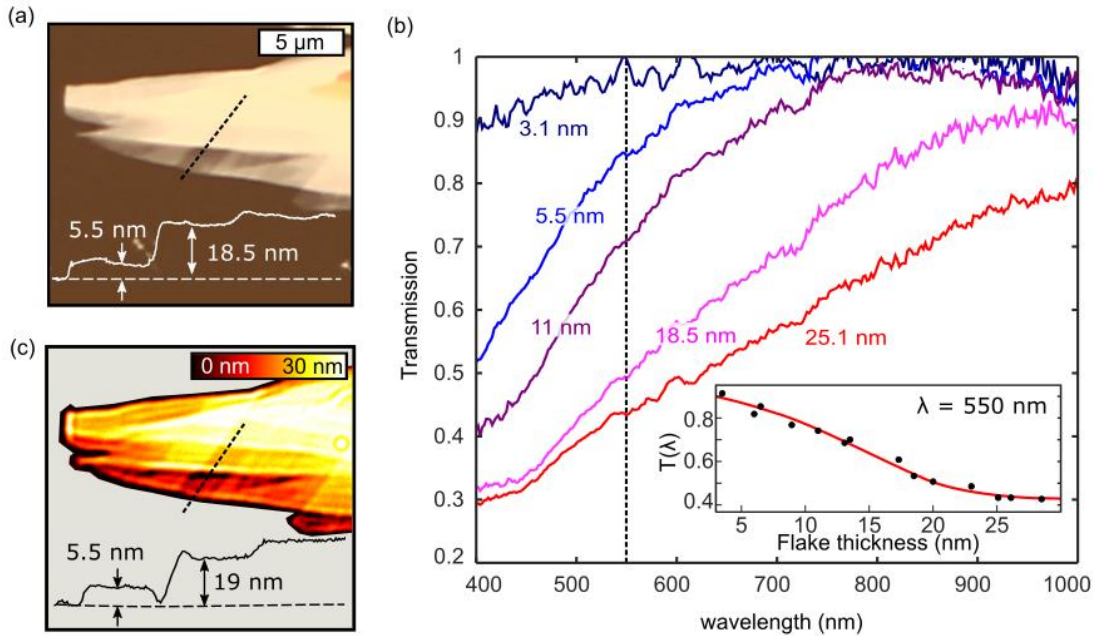 (a)
5 µm
5.5 nm
18.5 nm
(c)
0 nm 30 nm
5.5 nm
19 nm
(b)
1
0.9
0.8
0.7
0.6
0.5
0.4
0.3
0.2
Transmission
3.1 nm
5.5 nm
11 nm
18.5 nm
25.1 nm
λ = 550 nm
T(λ)
0.8
0.6
0.4
5 10 15 20 25
Flake thickness (nm)
400 500 600 700 800 900 1000
wavelength (nm)